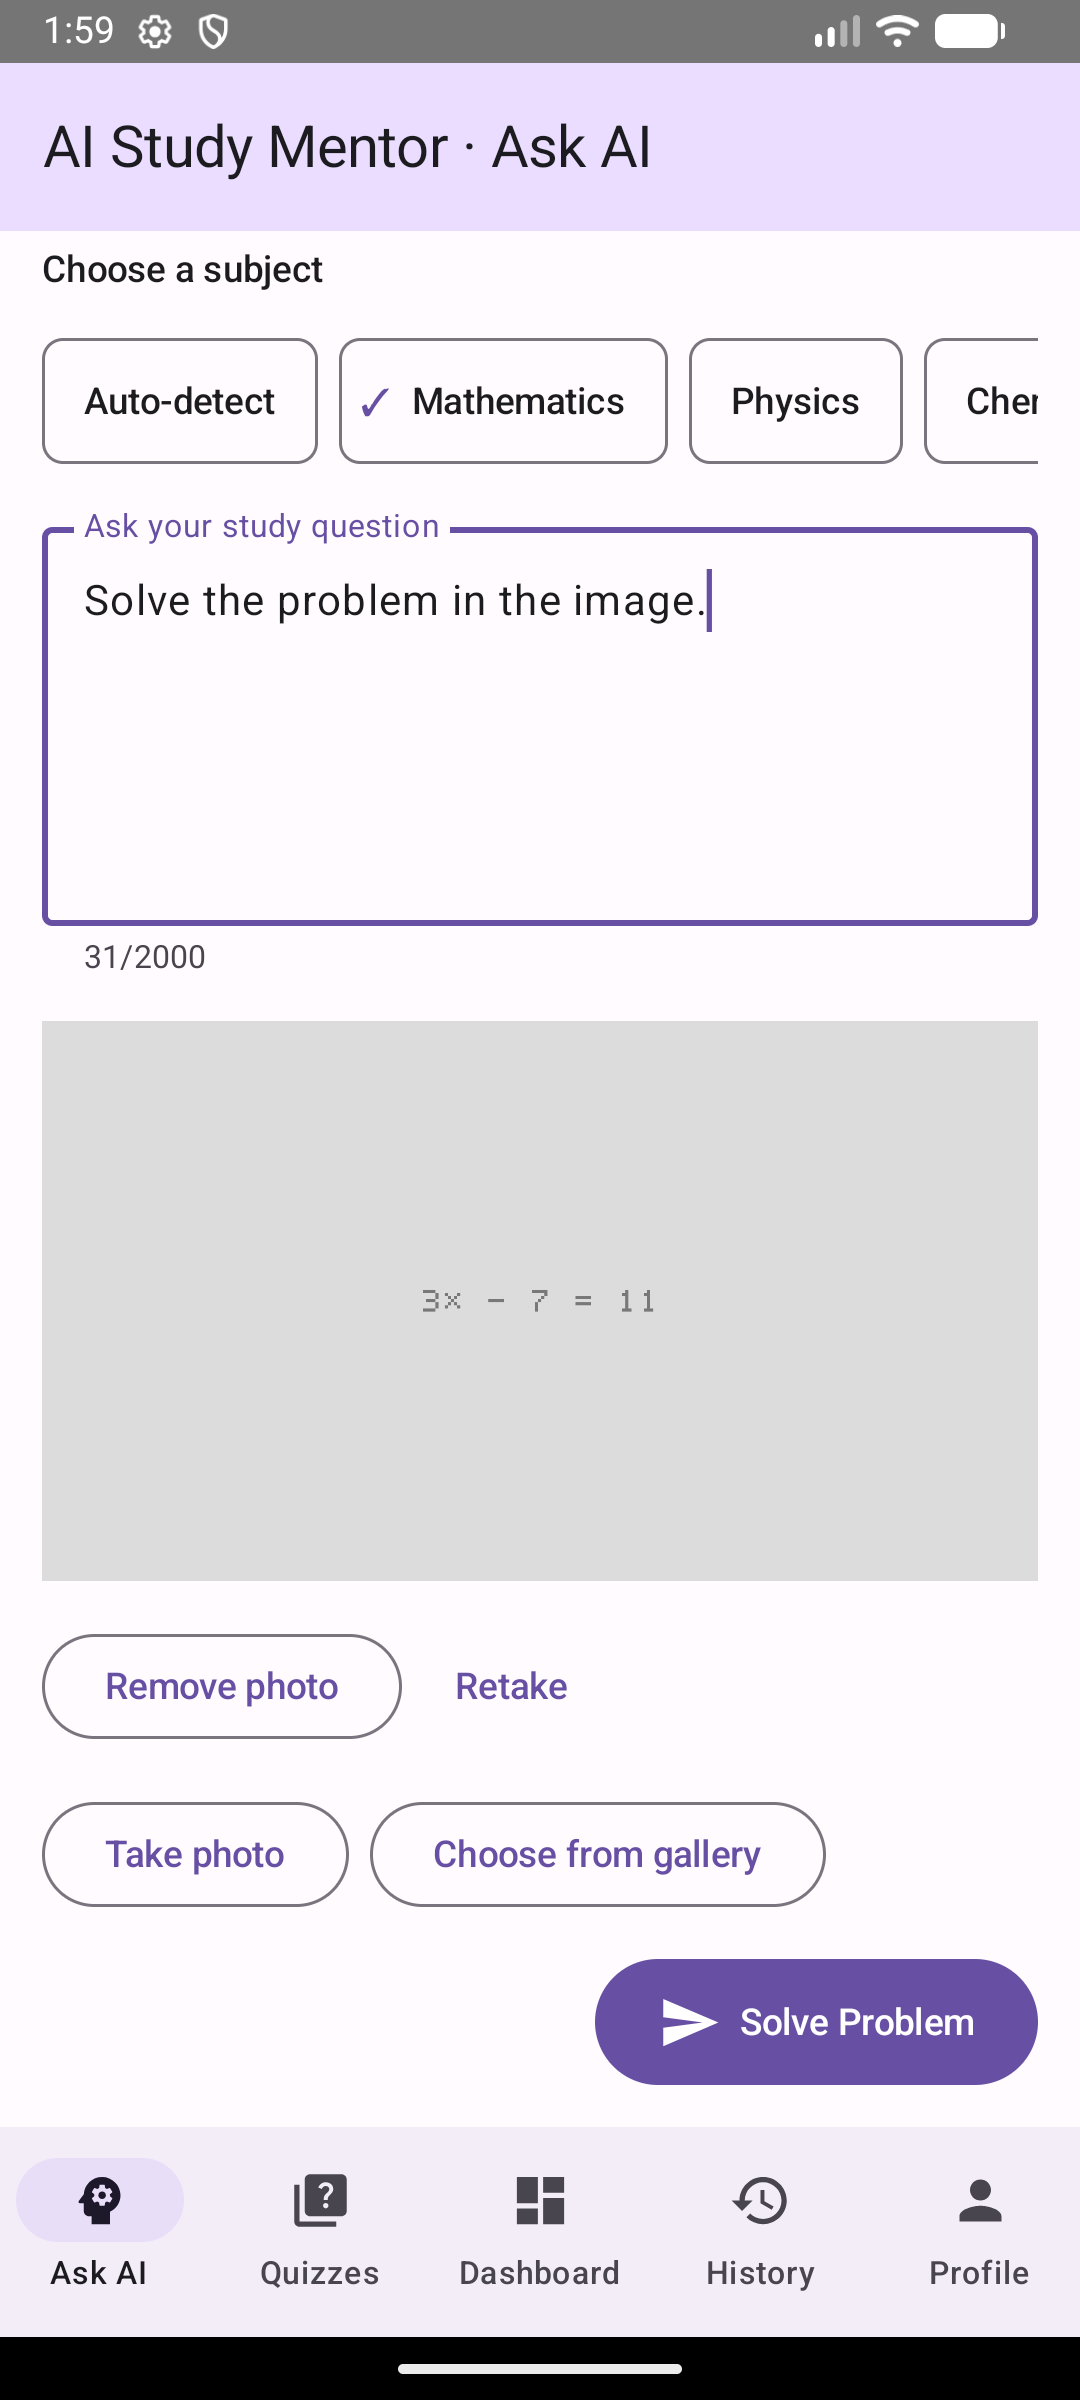 1:59
AI Study Mentor · Ask AI
Choose a subject
Auto-detect ✓ Mathematics Physics Cher
Ask your study question
Solve the problem in the image.
31/2000
3x - 7 = 11
Remove photo Retake
Take photo Choose from gallery
Solve Problem
Ask AI Quizzes Dashboard History Profile